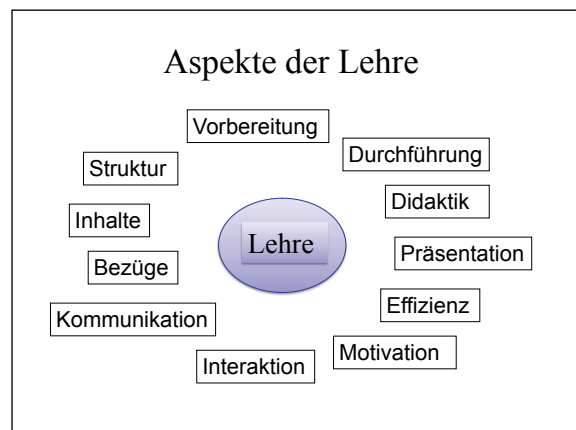 Aspekte der Lehre
Vorbereitung
Durchführung
Struktur
Didaktik
Inhalte
Lehre
Präsentation
Bezüge
Effizienz
Kommunikation
Motivation
Interaktion